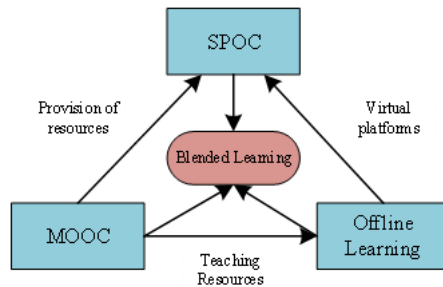 SPOC
Provision of
resources
Virtual
platforms
Blended Learning
MOOC
Offline
Learning
Teaching
Resources